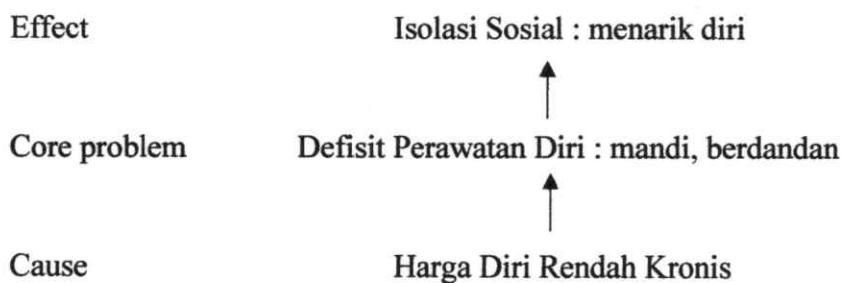 Effect Isolasi Sosial : menarik diri
Core problem Defisit Perawatan Diri : mandi, berdandan
Cause Harga Diri Rendah Kronis